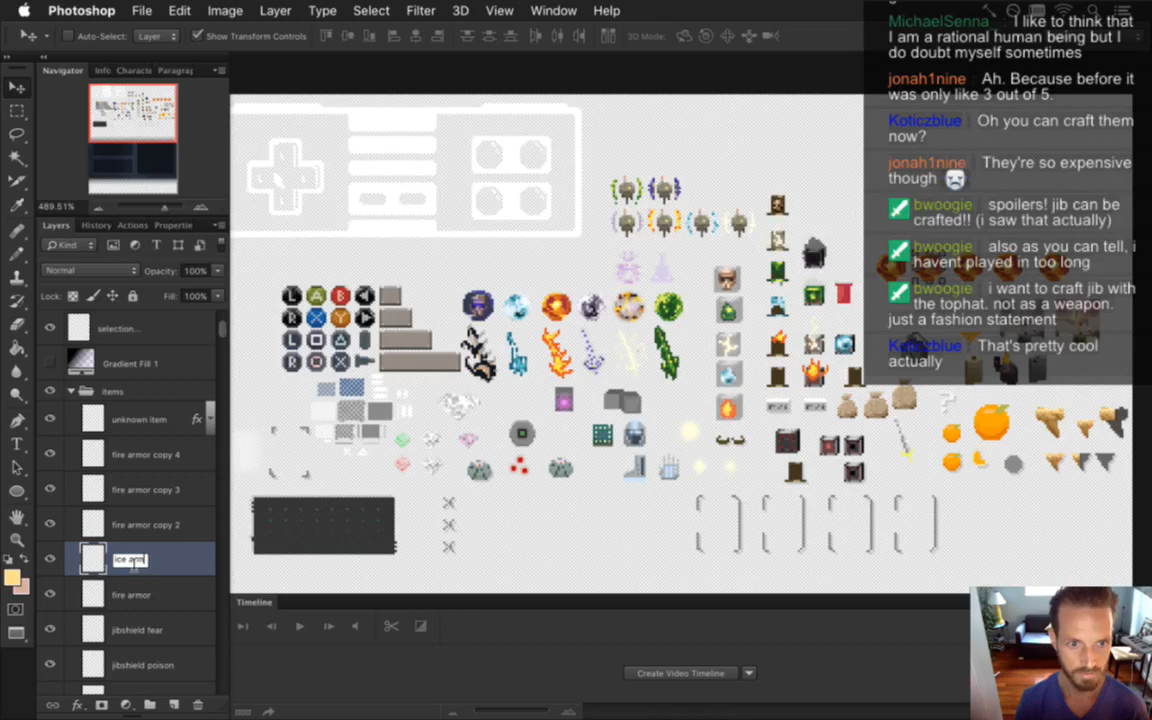 Photoshop File Edit Image Layer Type Select Filter 3D View Window Help
Auto-Select: Layer Show Transform Controls 3D Mode:
Navigator Info Charact Paragraj
489.51%
Layers History Actions Propertie
Kind
Normal Opacity: 100%
Lock: Fill: 100%
selection...
Gradient Fill 1
items
unknown item fx
fire armor copy 4
fire armor copy 3
fire armor copy 2
ice arm
fire armor
jibshield fear
jibshield poison
L A B
R X Y
L
R X
MichaelSenna : I like to think that
I am a rational human being but I
do doubt myself sometimes
jonah1nine : Ah. Because before it
was only like 3 out of 5.
Koticzblue : Oh you can craft them
now?
jonah1nine : They're so expensive
though
bwoogie : spoilers! jib can be
crafted!! (i saw that actually)
bwoogie : also as you can tell, i
havent played in too long
bwoogie : i want to craft jib with
the tophat. not as a weapon.
just a fashion statement
Koticzblue : That's pretty cool
actually
Timeline
Create Video Timeline